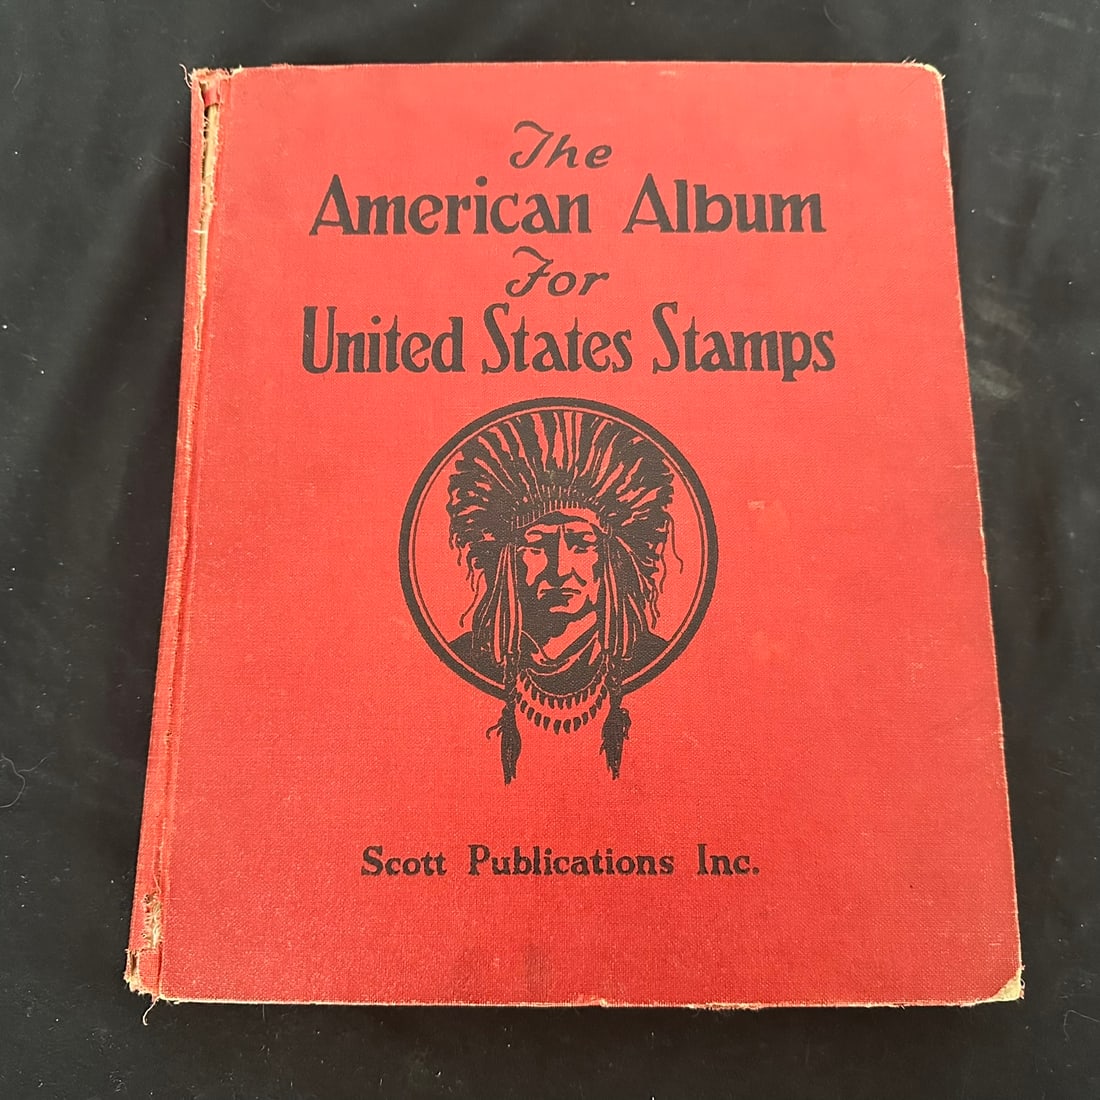 The
American Album
For
United States Stamps
Scott Publications Inc.